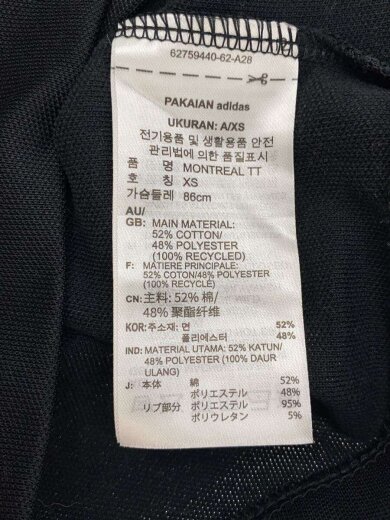 62759440-62-A28
PAKAIAN adidas
UKURAN: A/XS
전기용품 및 생활용품 안전
관리법에 의한 품질표시
품 명 MONTREAL TT
호 칭 XS
가슴둘레 86cm
AU/
GB: MAIN MATERIAL:
52% COTTON/
48% POLYESTER
(100% RECYCLED)
F: MATIERE PRINCIPALE:
52% COTON/48% POLYESTER
(100% RECYCLÉ)
CN: 主料: 52% 棉/
48% 聚酯纤维
KOR: 주소재: 면 52%
폴리에스터 48%
IND: MATERIAL UTAMA: 52% KATUN/
48% POLYESTER (100% DAUR
ULANG)
J: 本体 綿 52%
ポリエステル 48%
リブ部分 ポリエステル 95%
ポリウレタン 5%